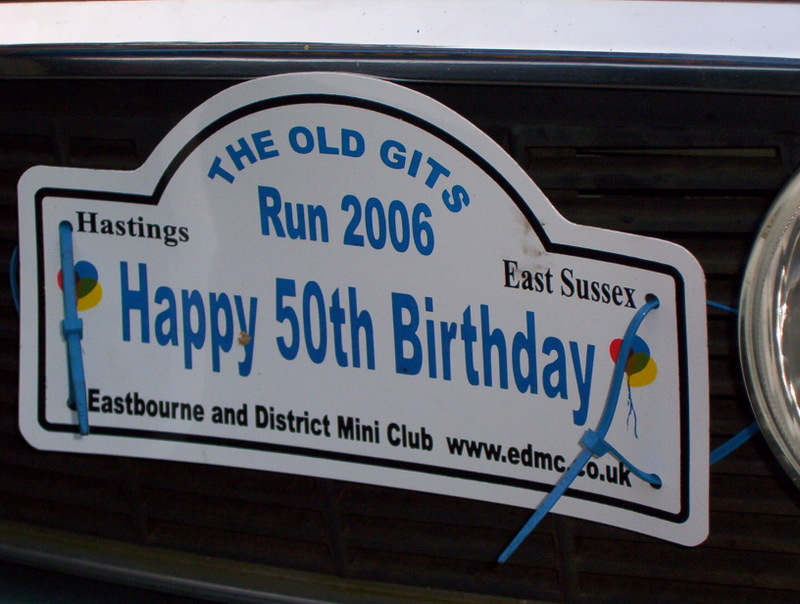 THE OLD GITS
Run 2006
Hastings
East Sussex
Happy 50th Birthday
Eastbourne and District Mini Club www.edmc.co.uk